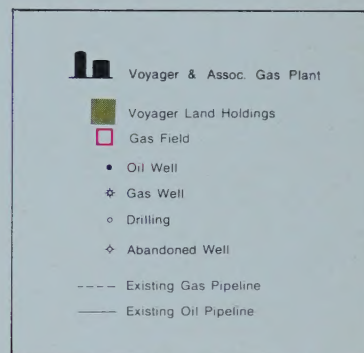 Voyager & Assoc. Gas Plant
Voyager Land Holdings
Gas Field
Oil Well
Gas Well
Drilling
Abandoned Well
Existing Gas Pipeline
Existing Oil Pipeline